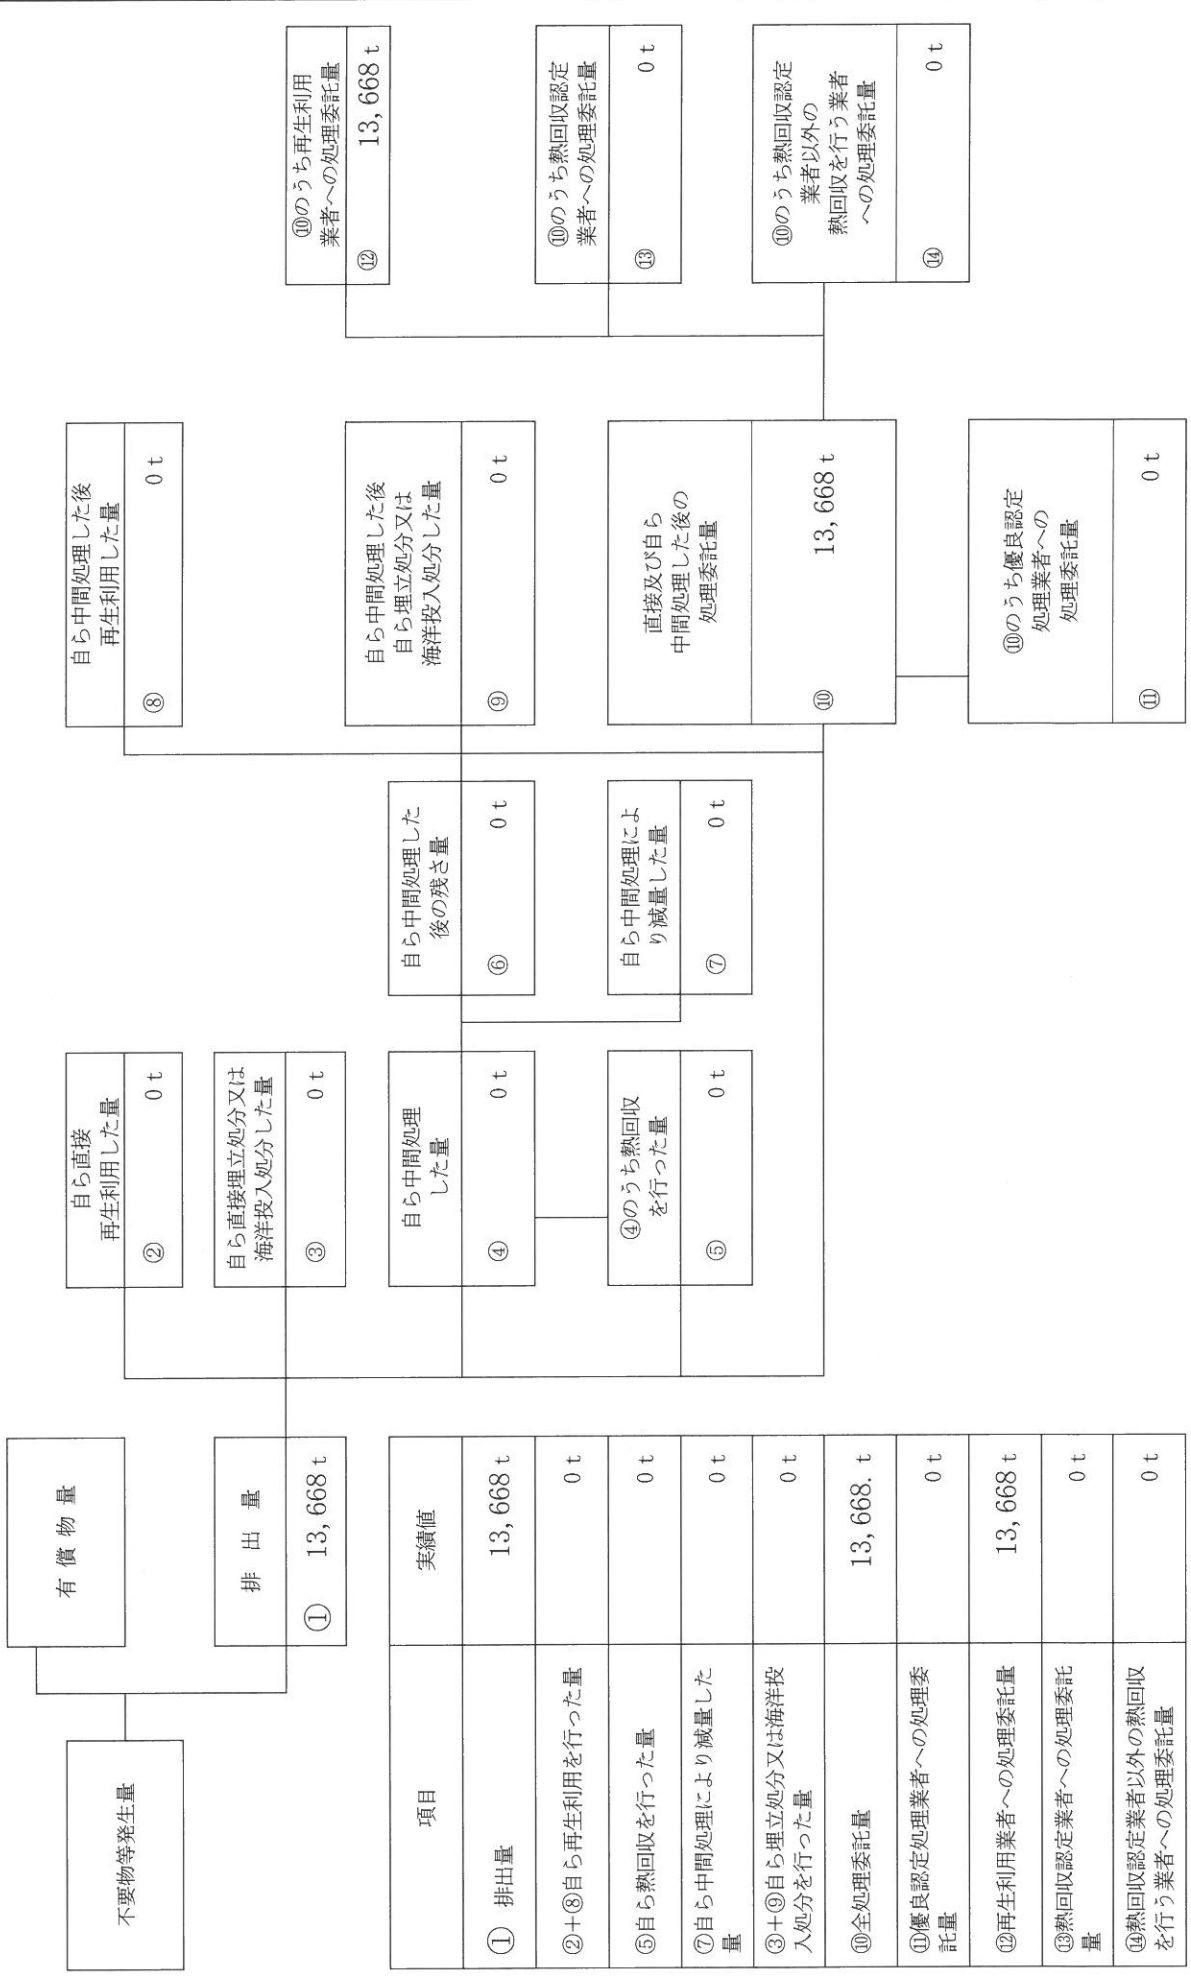 不要物等発生量
有償物量
排出量
① 13,668 t
自ら直接
再生利用した量
② 0 t
自ら直接埋立処分又は
海洋投入処分した量
③ 0 t
自ら中間処理
した量
④ 0 t
④のうち熱回収
を行った量
⑤ 0 t
自ら中間処理した
後の残さ量
⑥ 0 t
自ら中間処理によ
り減量した量
⑦ 0 t
自ら中間処理した後
再生利用した量
⑧ 0 t
自ら中間処理した後
自ら埋立処分又は
海洋投入処分した量
⑨ 0 t
直接及び自ら
中間処理した後の
処理委託量
⑩ 13,668 t
⑩のうち優良認定
処理業者への
処理委託量
⑪ 0 t
⑩のうち再生利用
業者への処理委託量
⑫ 13,668 t
⑩のうち熱回収認定
業者への処理委託量
⑬ 0 t
⑩のうち熱回収認定
業者以外の
熱回収を行う業者
への処理委託量
⑭ 0 t
項目 実績値
① 排出量 13,668 t
②+⑧自ら再生利用を行った量 0 t
⑤自ら熱回収を行った量 0 t
⑦自ら中間処理により減量した
量 0 t
③+⑨自ら埋立処分又は海洋投
入処分を行った量 0 t
⑩全処理委託量 13,668. t
⑪優良認定処理業者への処理委
託量 0 t
⑫再生利用業者への処理委託量 13,668 t
⑬熱回収認定業者への処理委託
量 0 t
⑭熱回収認定業者以外の熱回収
を行う業者への処理委託量 0 t